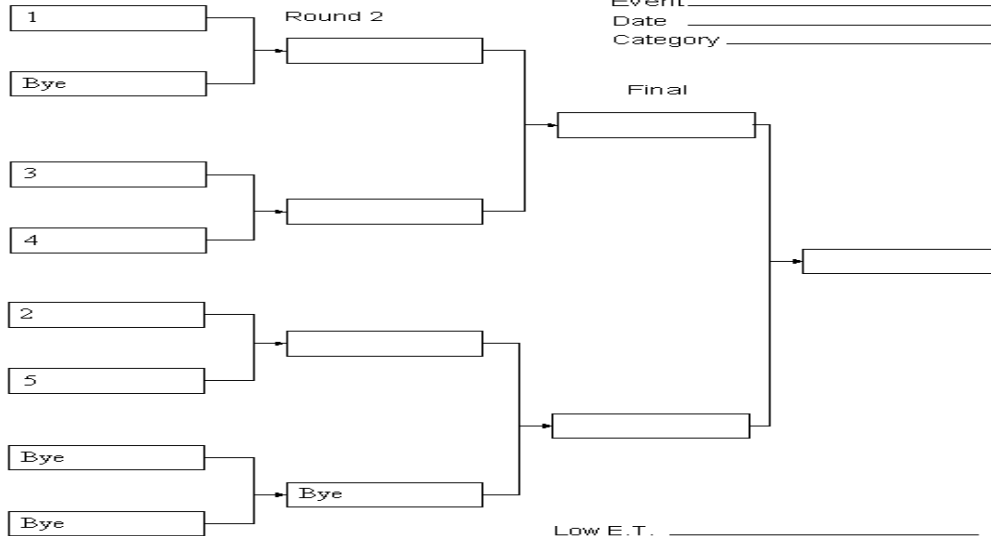 Event
1
Round 2
Date
Category
Bye
Final
3
4
2
5
Bye
Bye
Bye
Low E.T.